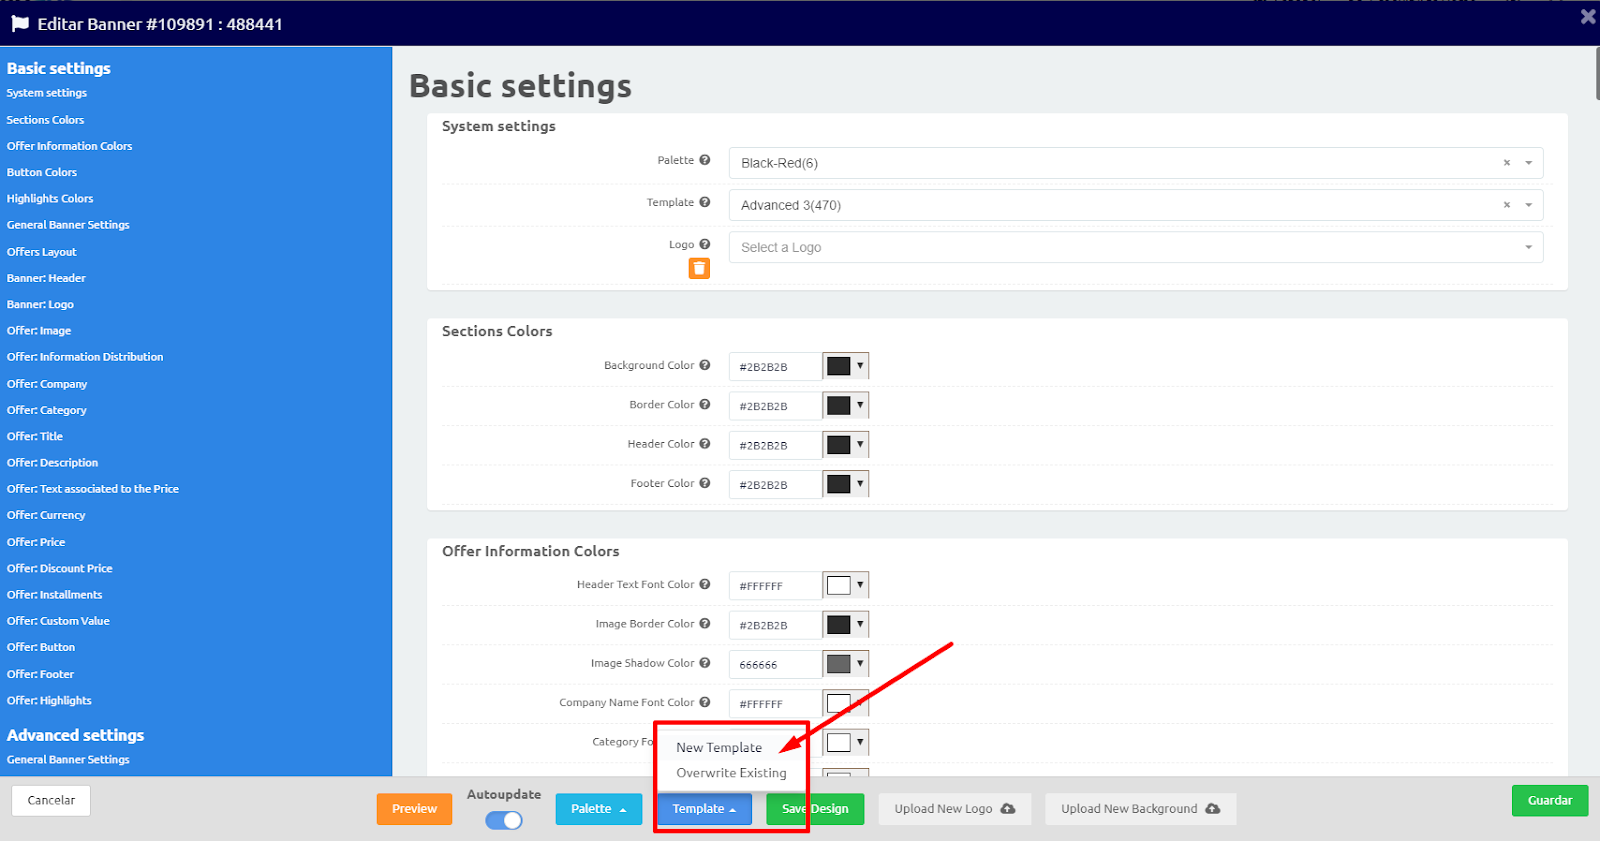 Editar Banner #109891 : 488441
Basic settings
System settings
Sections Colors
Offer Information Colors
Button Colors
Highlights Colors
General Banner Settings
Offers Layout
Banner: Header
Banner: Logo
Offer: Image
Offer: Information Distribution
Offer: Company
Offer: Category
Offer: Title
Offer: Description
Offer: Text associated to the Price
Offer: Currency
Offer: Price
Offer: Discount Price
Offer: Installments
Offer: Custom Value
Offer: Button
Offer: Footer
Offer: Highlights
Advanced settings
General Banner Settings
Basic settings
System settings
Palette
Black-Red(6)
Template
Advanced 3(470)
Logo
Select a Logo
Sections Colors
Background Color #2B2B2B
Border Color #2B2B2B
Header Color #2B2B2B
Footer Color #2B2B2B
Offer Information Colors
Header Text Font Color #FFFFFF
Image Border Color #2B2B2B
Image Shadow Color 666666
Company Name Font Color #FFFFFF
Category Fo
New Template
Overwrite Existing
Cancelar
Preview
Autoupdate
Palette
Template
Save Design
Upload New Logo
Upload New Background
Guardar